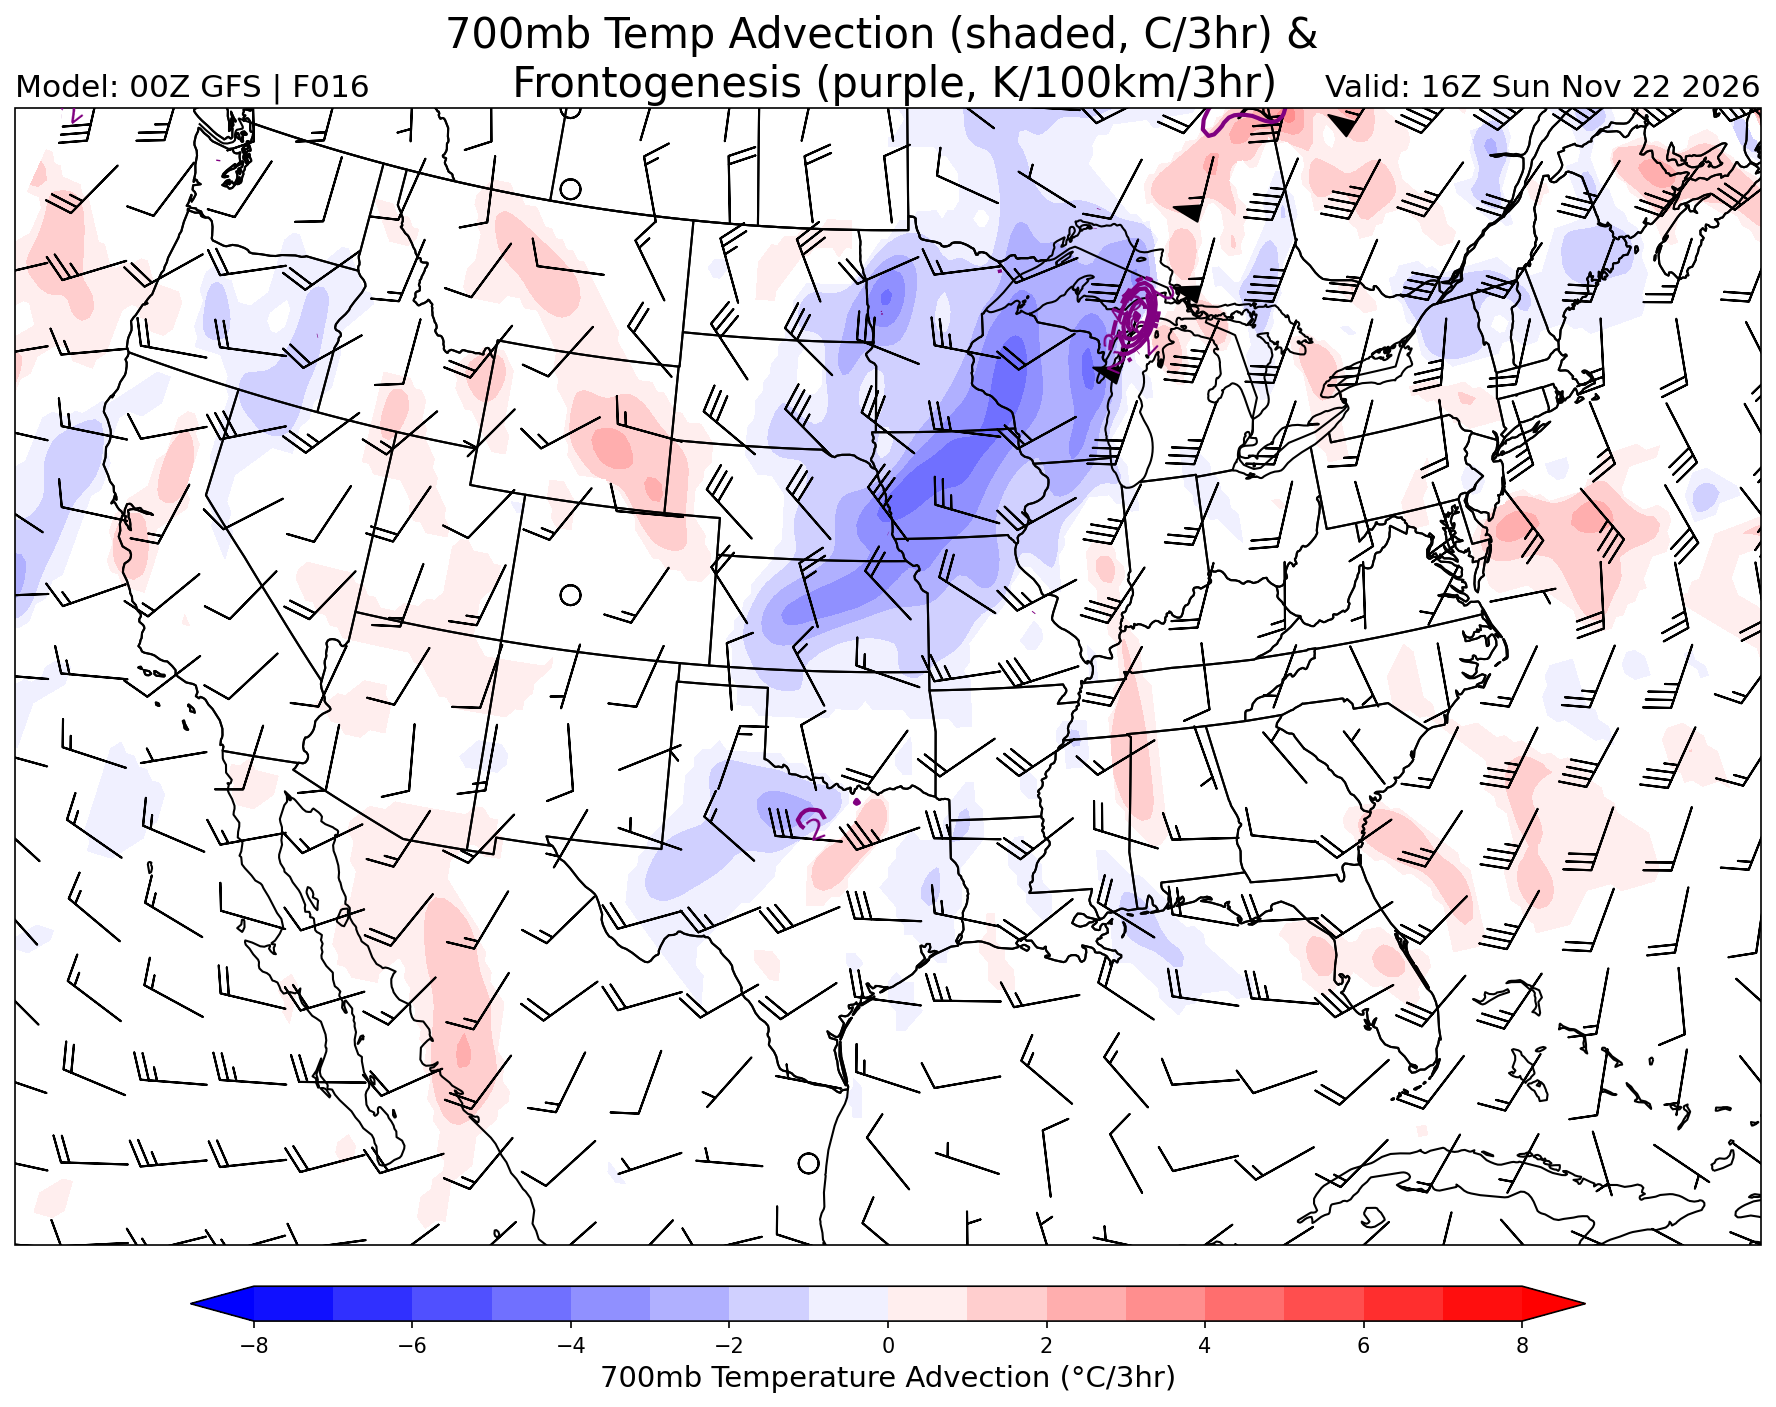 700mb Temp Advection (shaded, C/3hr) &
Frontogenesis (purple, K/100km/3hr)
Model: 00Z GFS | F016
Valid: 16Z Sun Nov 22 2026
2
−8 −6 −4 −2 0 2 4 6 8
700mb Temperature Advection (°C/3hr)